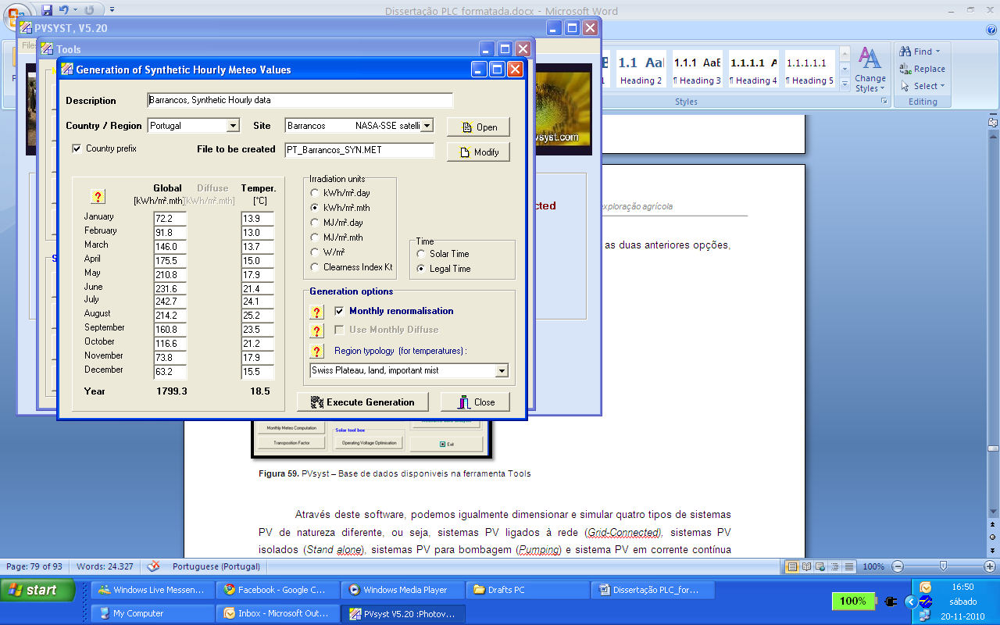 Dissertação PLC formatada.docx - Microsoft Word
PVSYST, V5.20
Files
Tools
Generation of Synthetic Hourly Meteo Values
Description
Barrancos, Synthetic Hourly data
Country / Region
Portugal
Site
Barrancos NASA-SSE satelli
Open
Country prefix
File to be created
PT_Barrancos_SYN.MET
Modify
Global Diffuse Temper.
[kWh/m².mth] [kWh/m².mth] [°C]
January 72.2 13.9
February 91.8 13.0
March 146.0 13.7
April 175.5 15.0
May 210.8 17.9
June 231.6 21.4
July 242.7 24.1
August 214.2 25.2
September 160.8 23.5
October 116.6 21.2
November 73.8 17.9
December 63.2 15.5
Year 1799.3 18.5
Irradiation units
kWh/m².day
kWh/m².mth
MJ/m².day
MJ/m².mth
W/m²
Clearness Index Kt
Time
Solar Time
Legal Time
Generation options
Monthly renormalisation
Use Monthly Diffuse
Region typology (for temperatures) :
Swiss Plateau, land, important mist
Execute Generation
Close
1.1 Aal
1.1.1 AaB
1.1.1.1 A
1.1.1.1.1
Heading 2
¶ Heading 3
¶ Heading 4
¶ Heading 5
Change Styles
Styles
Find
Replace
Select
Editing
vsyst.com
cted
exploração agrícola
as duas anteriores opções,
Monthly Meteo Computation
Transposition Factor
Solar tool box
Operating Voltage Optimisation
Exit
Figura 59. PVsyst – Base de dados disponiveis na ferramenta Tools
Através deste software, podemos igualmente dimensionar e simular quatro tipos de sistemas
PV de natureza diferente, ou seja, sistemas PV ligados à rede (Grid-Connected), sistemas PV
isolados (Stand alone), sistemas PV para bombagem (Pumping) e sistema PV em corrente contínua
Page: 79 of 93
Words: 24.327
Portuguese (Portugal)
100%
start
Windows Live Messen...
Facebook - Google C...
Windows Media Player
Drafts PC
Dissertação PLC_for...
My Computer
Inbox - Microsoft Out...
PVsyst V5.20 :Photov...
100%
16:50
sábado
20-11-2010